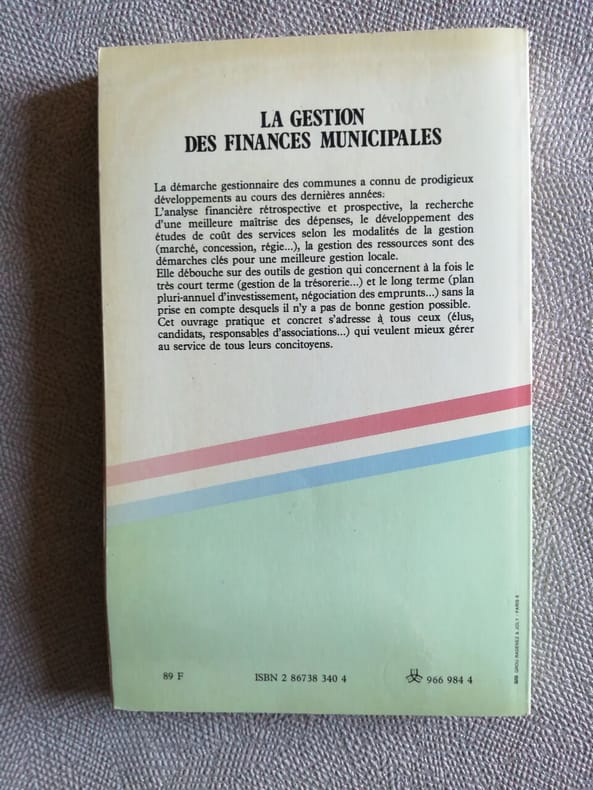 LA GESTION
DES FINANCES MUNICIPALES
La démarche gestionnaire des communes a connu de prodigieux
développements au cours des dernières années.
L'analyse financière rétrospective et prospective, la recherche
d'une meilleure maîtrise des dépenses, le développement des
études de coût des services selon les modalités de la gestion
(marché, concession, régie...), la gestion des ressources sont des
démarches clés pour une meilleure gestion locale.
Elle débouche sur des outils de gestion qui concernent à la fois le
très court terme (gestion de la trésorerie...) et le long terme (plan
pluri-annuel d'investissement, négociation des emprunts...) sans la
prise en compte desquels il n'y a pas de bonne gestion possible.
Cet ouvrage pratique et concret s'adresse à tous ceux (élus,
candidats, responsables d'associations...) qui veulent mieux gérer
au service de tous leurs concitoyens.
89 F
ISBN 2 86738 340 4
966 984 4
GROU-RADENEZ & JOLY - PARIS 6